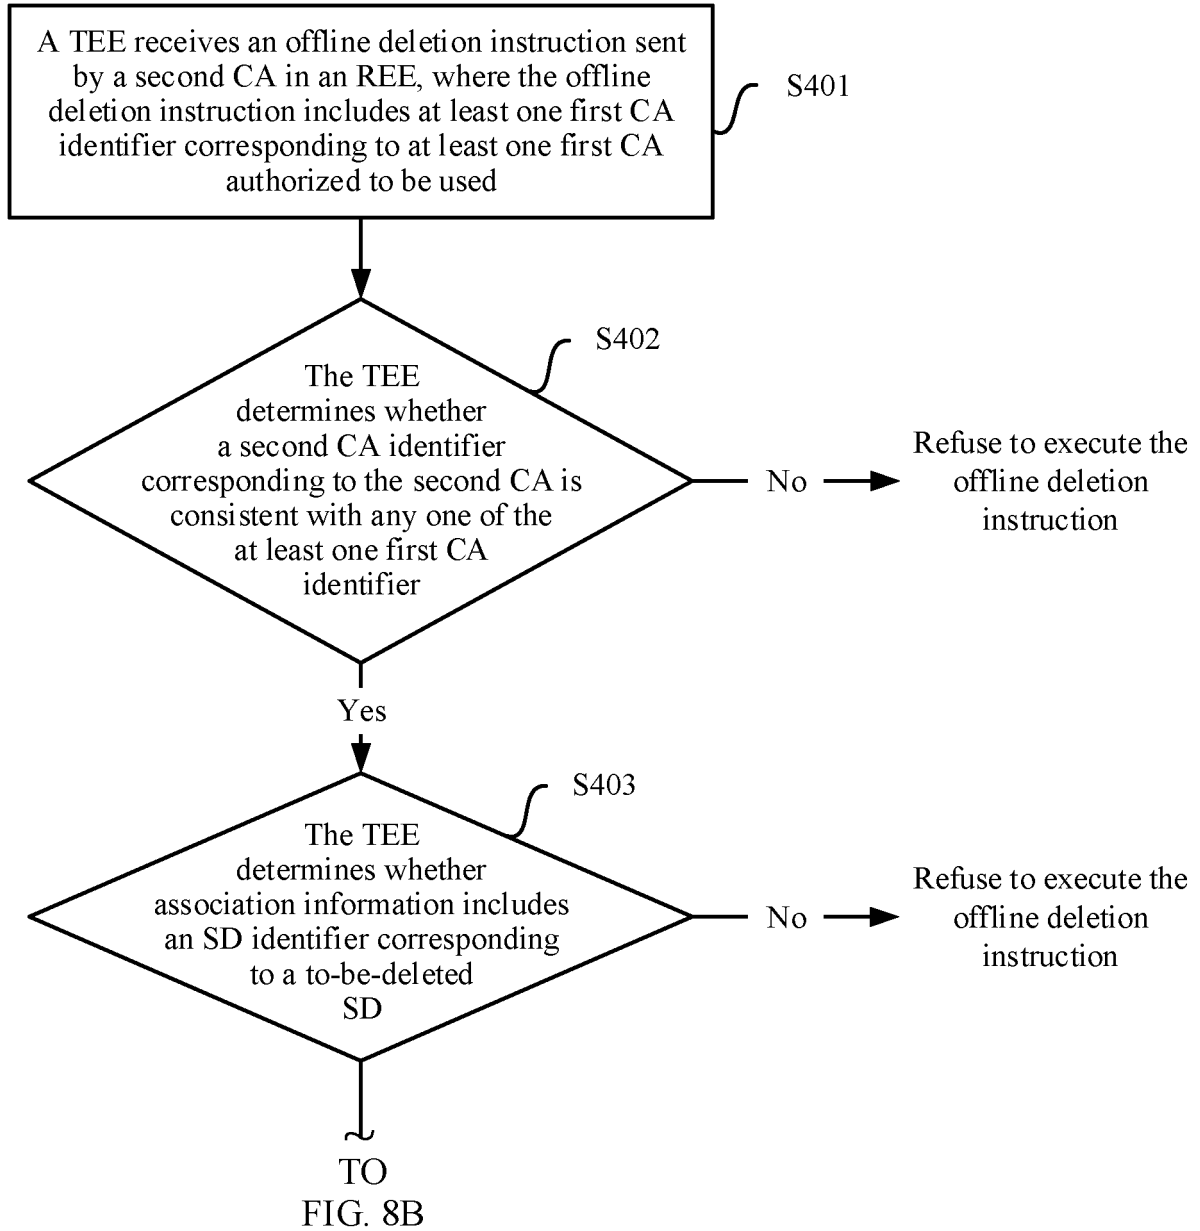 A TEE receives an offline deletion instruction sent
by a second CA in an REE, where the offline
deletion instruction includes at least one first CA
identifier corresponding to at least one first CA
authorized to be used
S401
S402
The TEE
determines whether
a second CA identifier
corresponding to the second CA is
consistent with any one of the
at least one first CA
identifier
No
Refuse to execute the
offline deletion
instruction
Yes
S403
The TEE
determines whether
association information includes
an SD identifier corresponding
to a to-be-deleted
SD
No
Refuse to execute the
offline deletion
instruction
TO
FIG. 8B